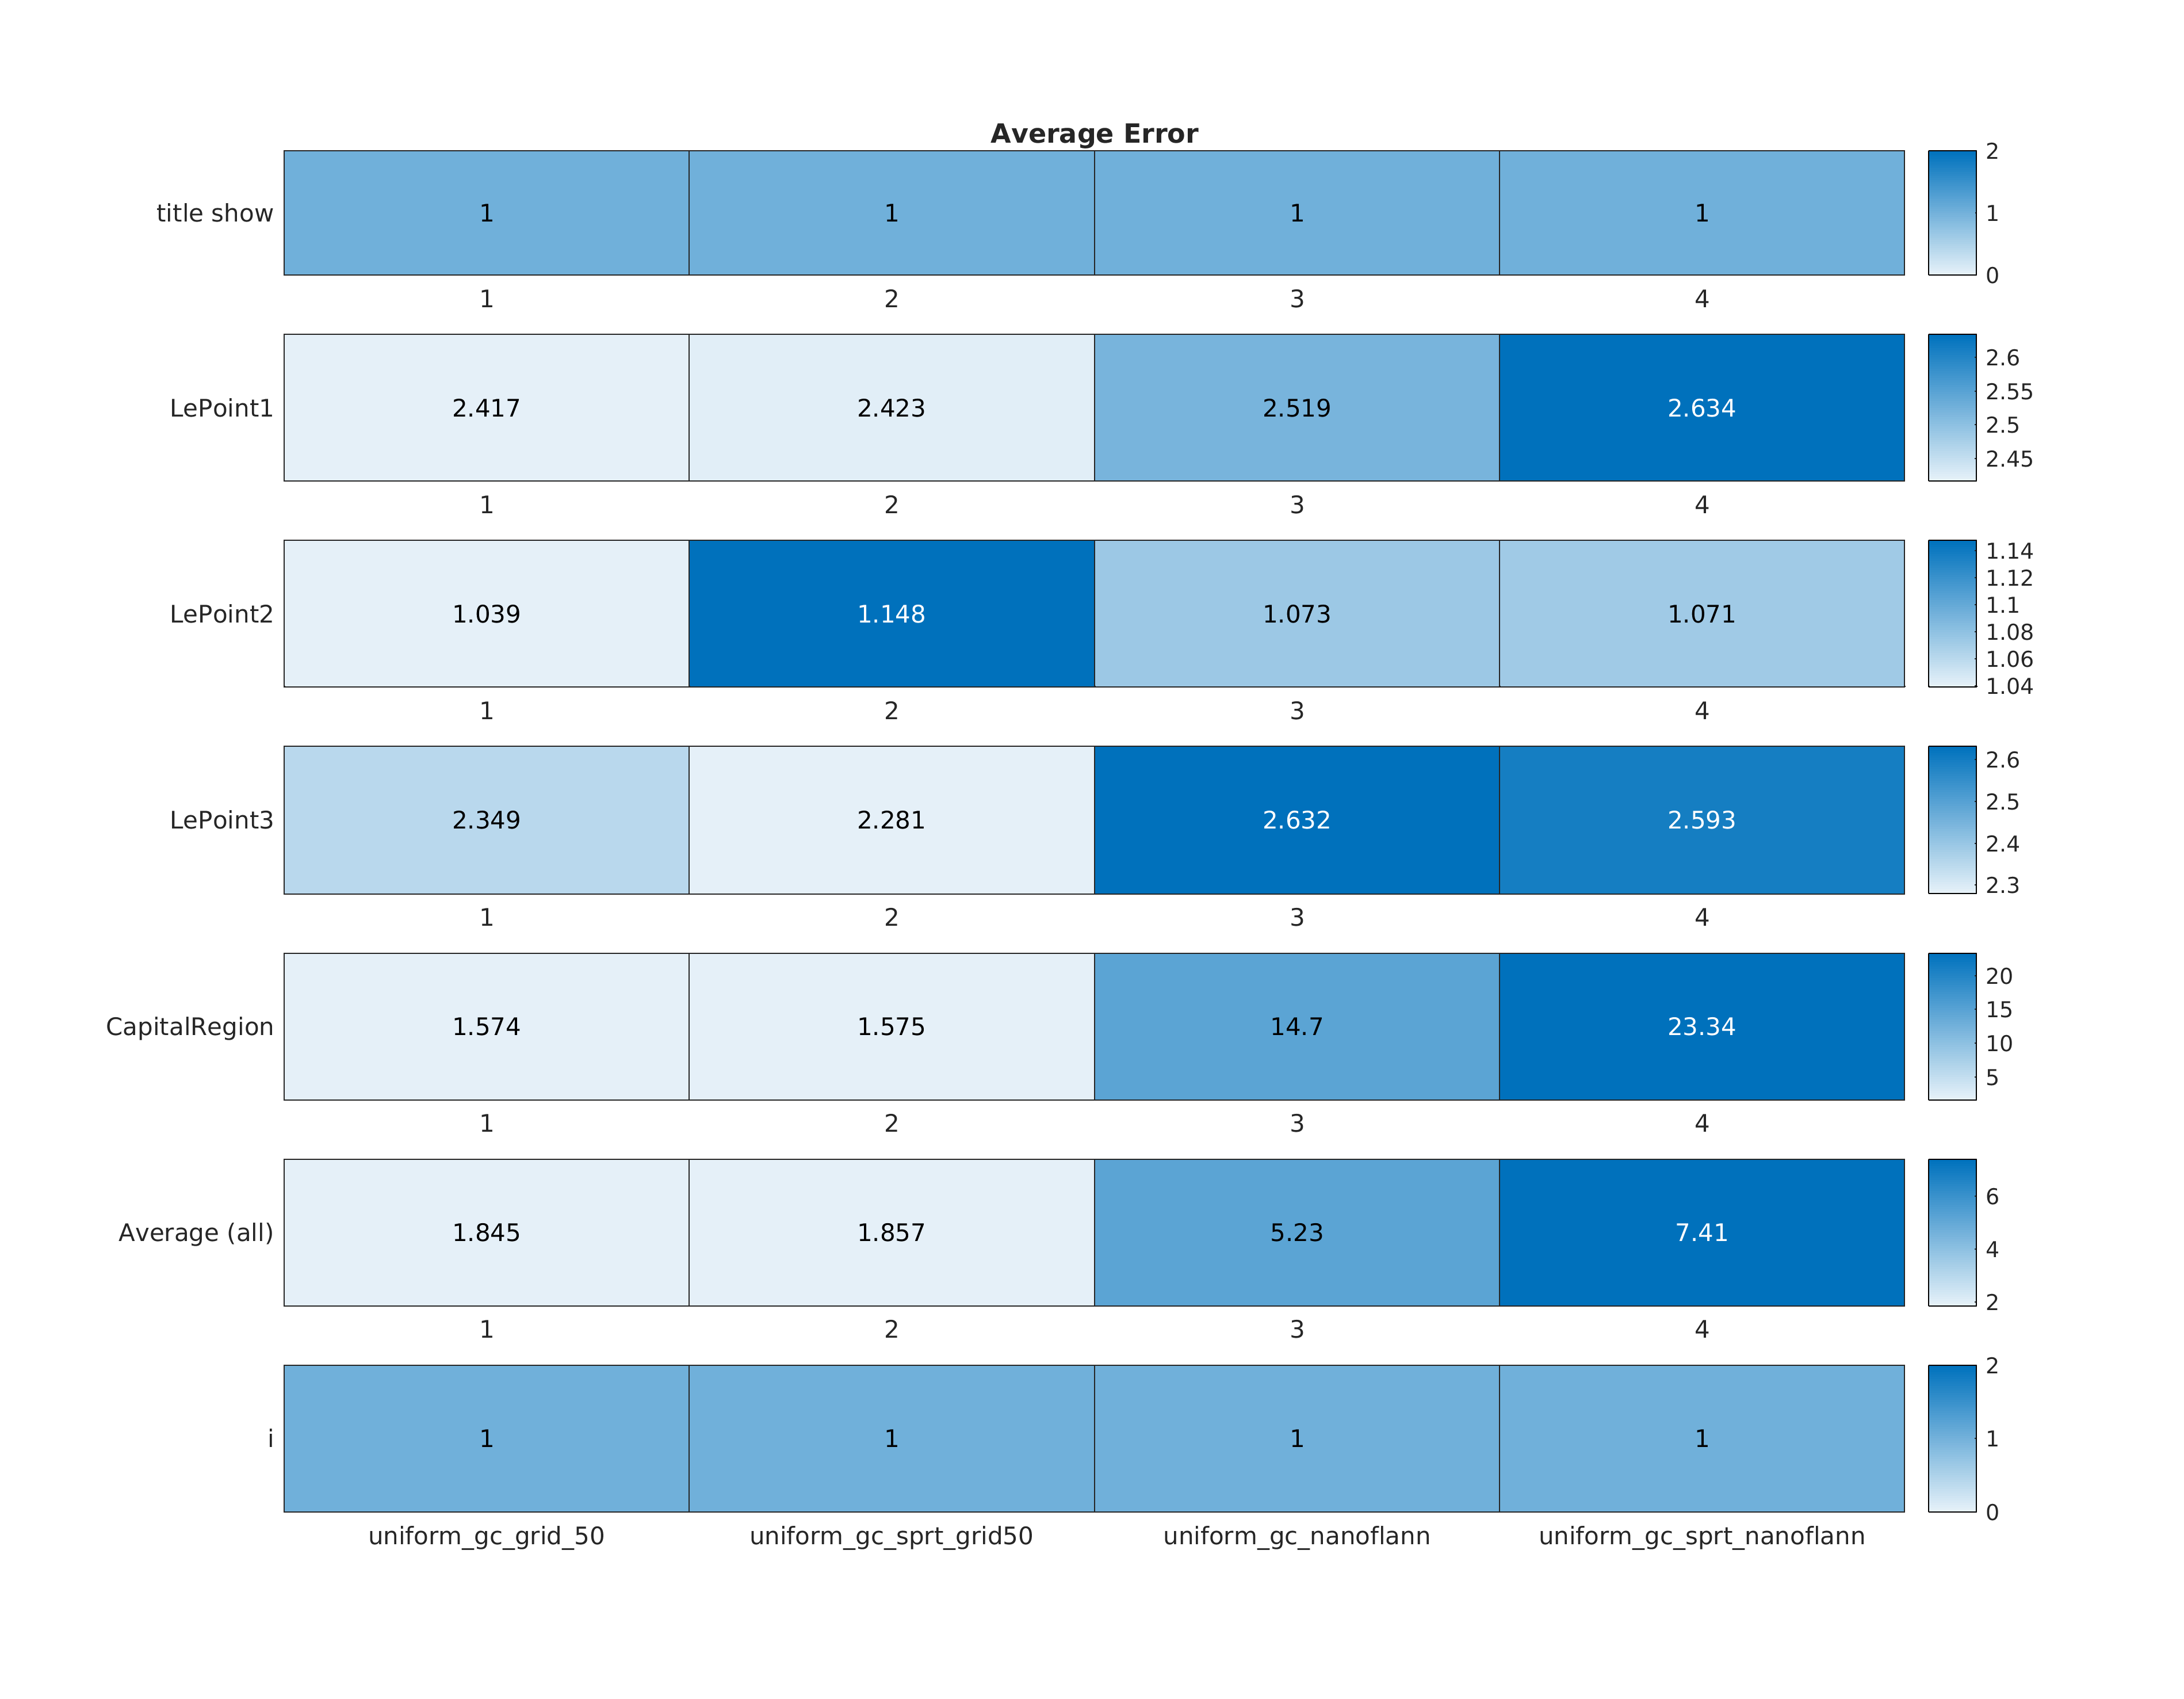 Average Error
title show 1 1 1 1
2
1
0
1 2 3 4
LePoint1 2.417 2.423 2.519 2.634
2.6
2.55
2.5
2.45
1 2 3 4
LePoint2 1.039 1.148 1.073 1.071
1.14
1.12
1.1
1.08
1.06
1.04
1 2 3 4
LePoint3 2.349 2.281 2.632 2.593
2.6
2.5
2.4
2.3
1 2 3 4
CapitalRegion 1.574 1.575 14.7 23.34
20
15
10
5
1 2 3 4
Average (all) 1.845 1.857 5.23 7.41
6
4
2
1 2 3 4
i 1 1 1 1
2
1
0
uniform_gc_grid_50 uniform_gc_sprt_grid50 uniform_gc_nanoflann uniform_gc_sprt_nanoflann